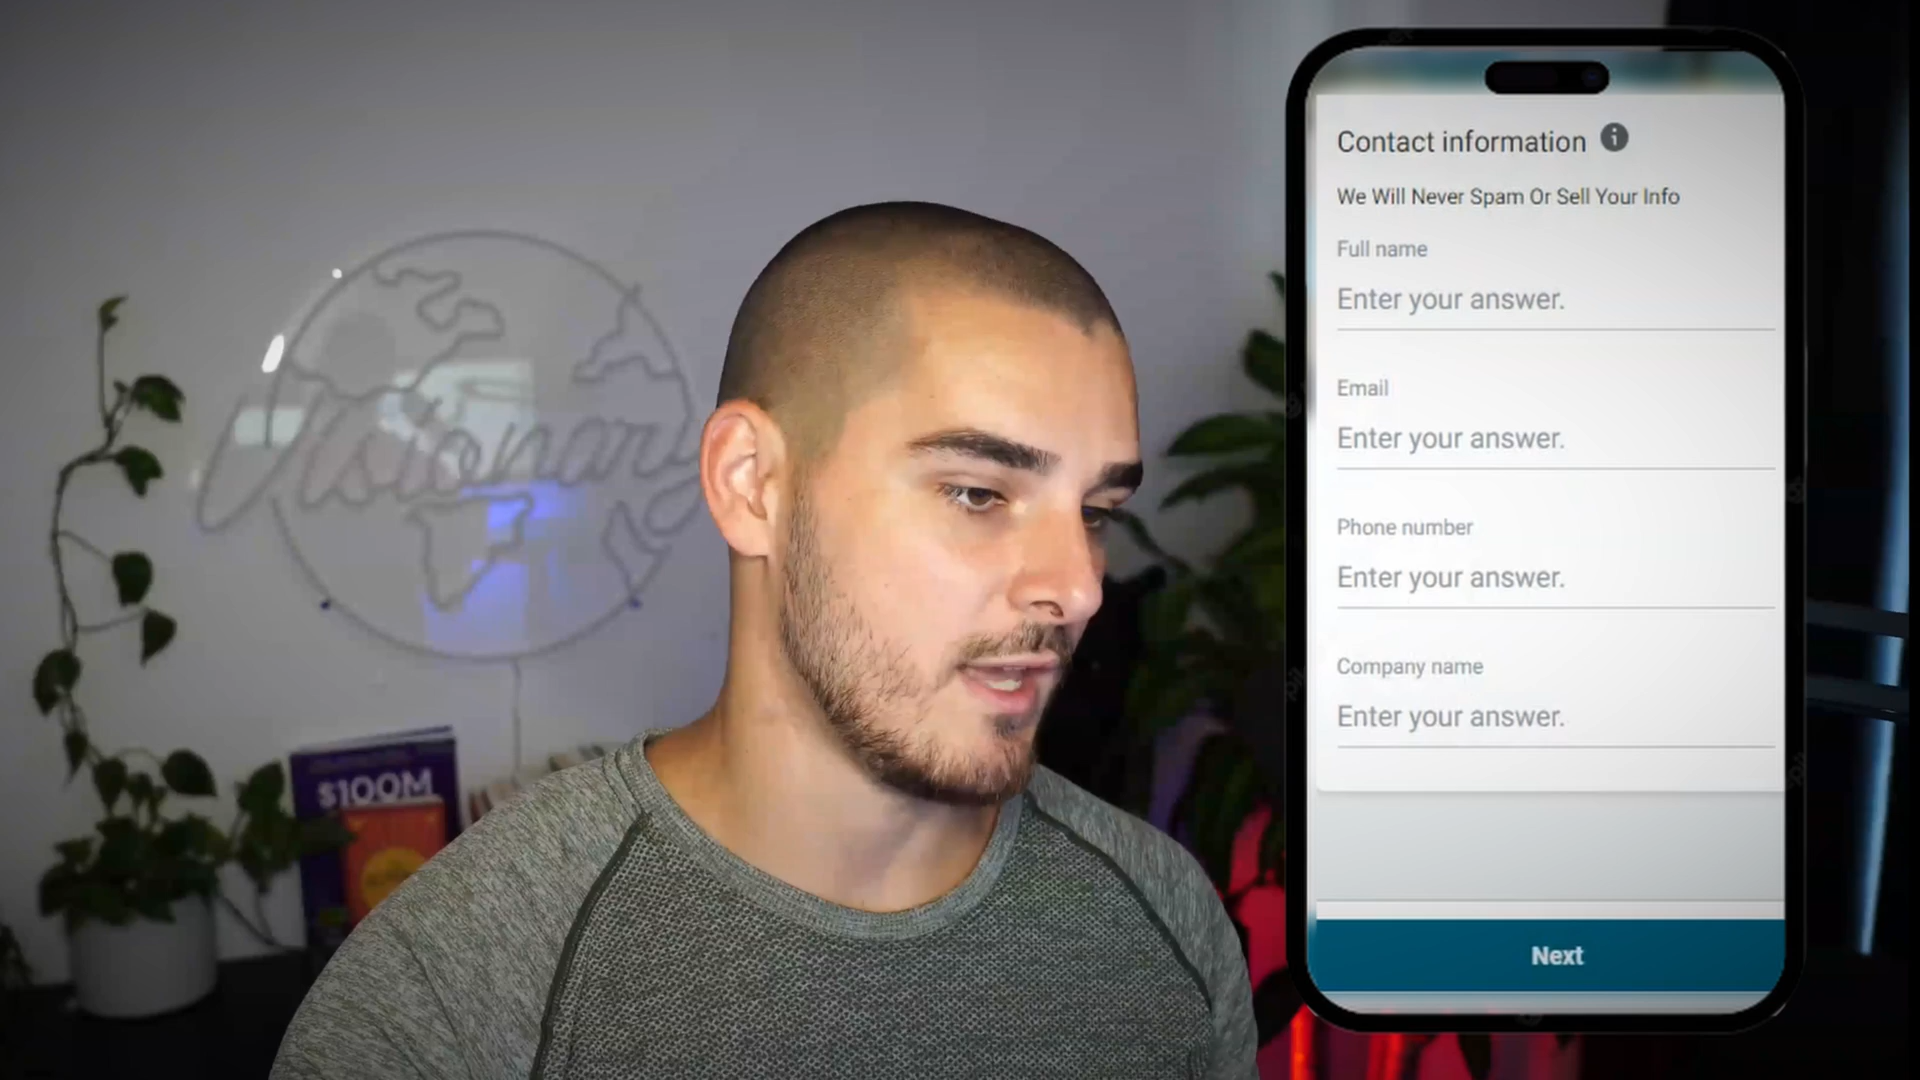 Visionary
$100M
Contact information
We Will Never Spam Or Sell Your Info
Full name
Enter your answer.
Email
Enter your answer.
Phone number
Enter your answer.
Company name
Enter your answer.
Next